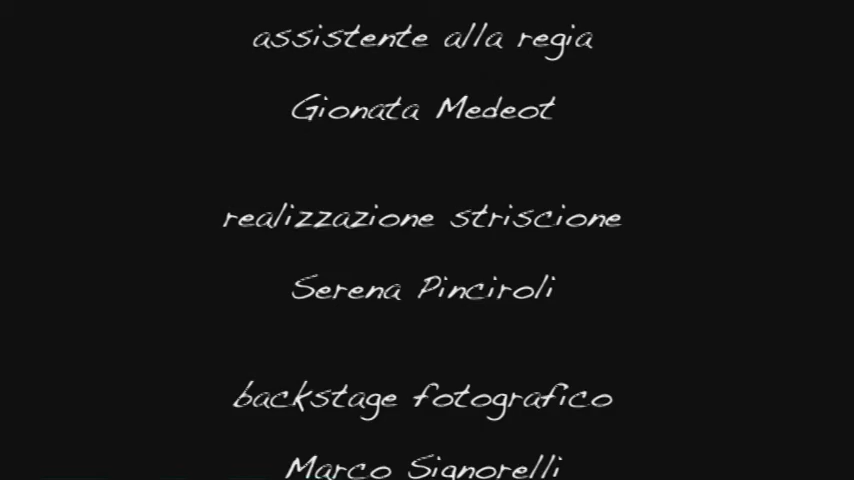 assistente alla regia
Gionata Medeot
realizzazione striscione
Serena Pinciroli
backstage fotografico
Marco Signorelli